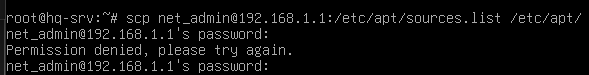 root@hq-srv:~# scp net_admin@192.168.1.1:/etc/apt/sources.list /etc/apt/
net_admin@192.168.1.1's password:
Permission denied, please try again.
net_admin@192.168.1.1's password: